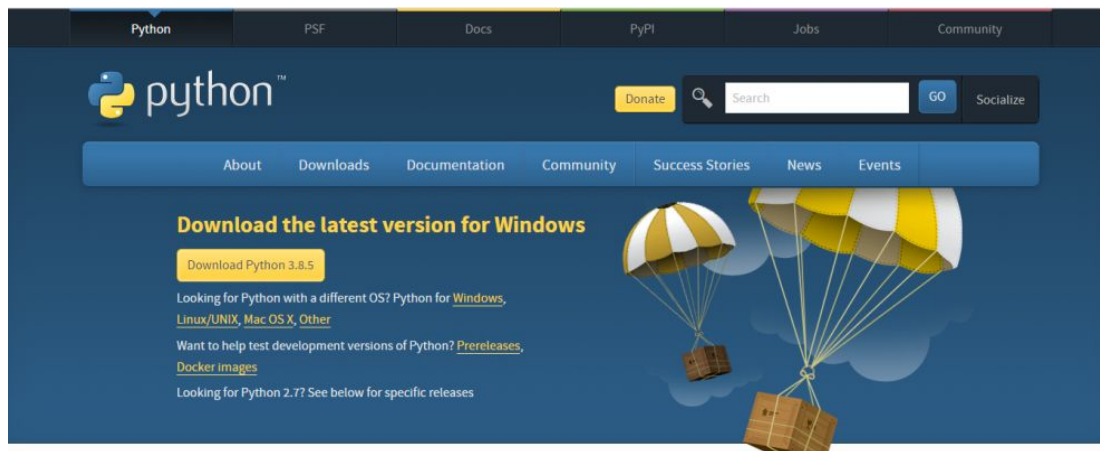 Python PSF Docs PyPI Jobs Community
python™
Donate Search GO Socialize
About Downloads Documentation Community Success Stories News Events
Download the latest version for Windows
Download Python 3.8.5
Looking for Python with a different OS? Python for Windows,
Linux/UNIX, Mac OS X, Other
Want to help test development versions of Python? Prereleases,
Docker images
Looking for Python 2.7? See below for specific releases